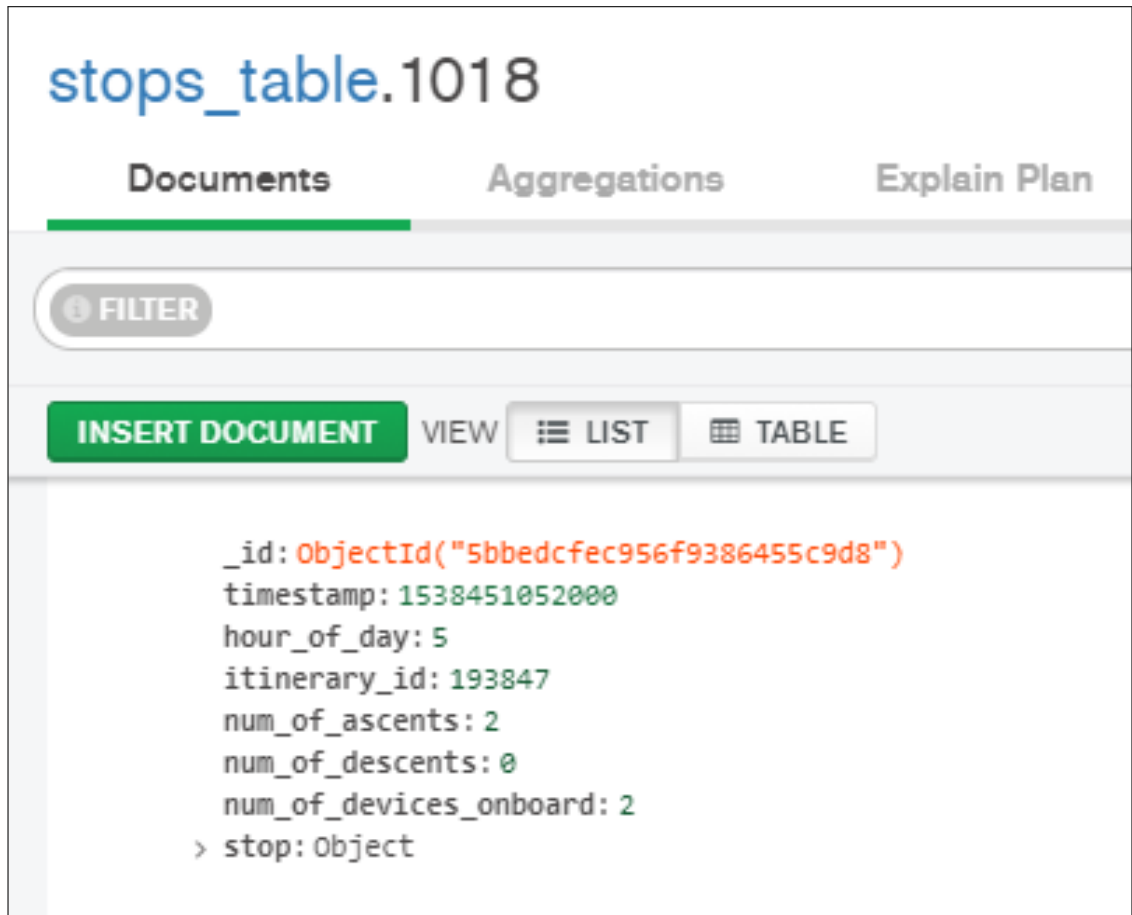 stops_table.1018
Documents Aggregations Explain Plan
FILTER
INSERT DOCUMENT VIEW LIST TABLE
_id: ObjectId("5bbedcfec956f9386455c9d8")
timestamp: 1538451052000
hour_of_day: 5
itinerary_id: 193847
num_of_ascents: 2
num_of_descents: 0
num_of_devices_onboard: 2
> stop: Object